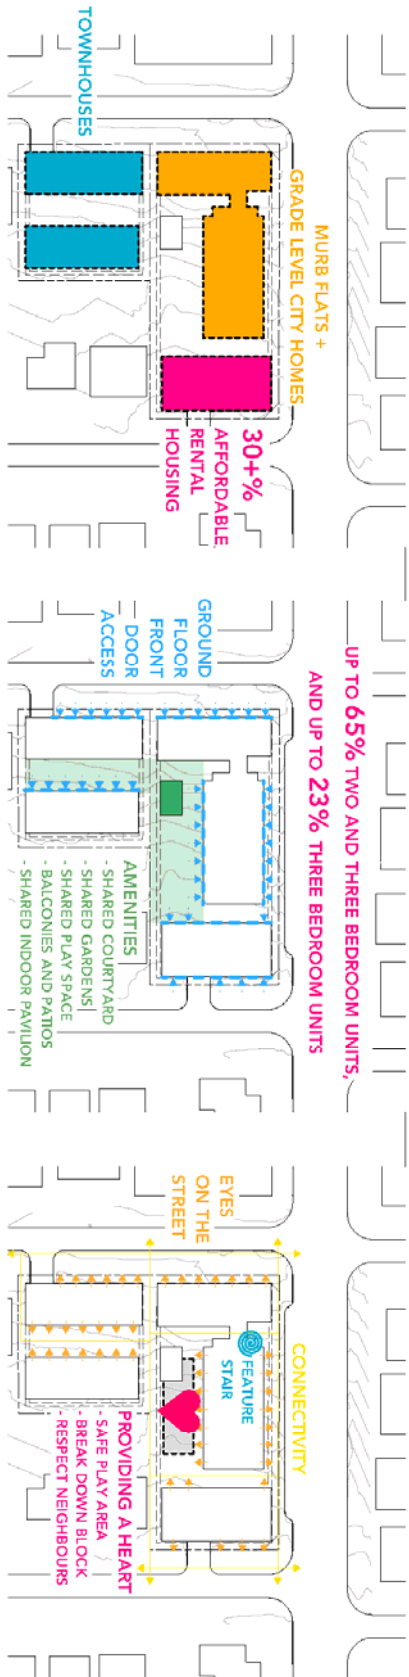 TOWNHOUSES
MURB FLATS +
GRADE LEVEL CITY HOMES
30+%
AFFORDABLE
RENTAL
HOUSING
UP TO 65% TWO AND THREE BEDROOM UNITS,
AND UP TO 23% THREE BEDROOM UNITS
GROUND
FLOOR
FRONT
DOOR
ACCESS
AMENITIES
- SHARED COURTYARD
- SHARED GARDENS
- SHARED PLAY SPACE
- BALCONIES AND PATIOS
- SHARED INDOOR PAVILION
EYES
ON THE
STREET
CONNECTIVITY
FEATURE
STAIR
PROVIDING A HEART
- SAFE PLAY AREA
- BREAK DOWN BLOCK
- RESPECT NEIGHBOURS